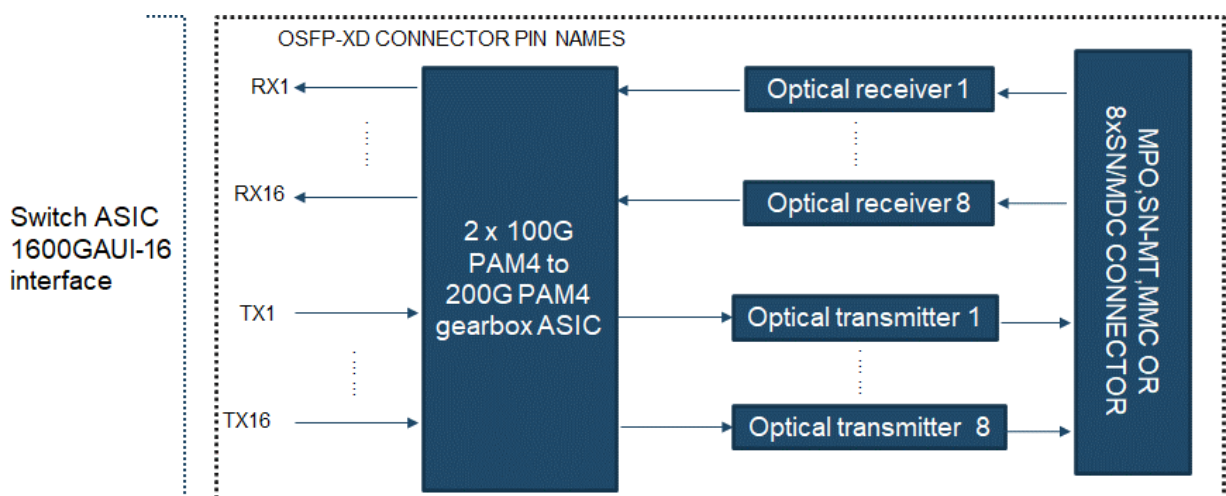 OSFP-XD CONNECTOR PIN NAMES
RX1
Optical receiver 1
RX16
Optical receiver 8
Switch ASIC
1600GAUI-16
interface
2 x 100G
PAM4 to
200G PAM4
gearbox ASIC
TX1
Optical transmitter 1
TX16
Optical transmitter 8
MPO,SN-MT,MMC OR
8xSN/MDC CONNECTOR